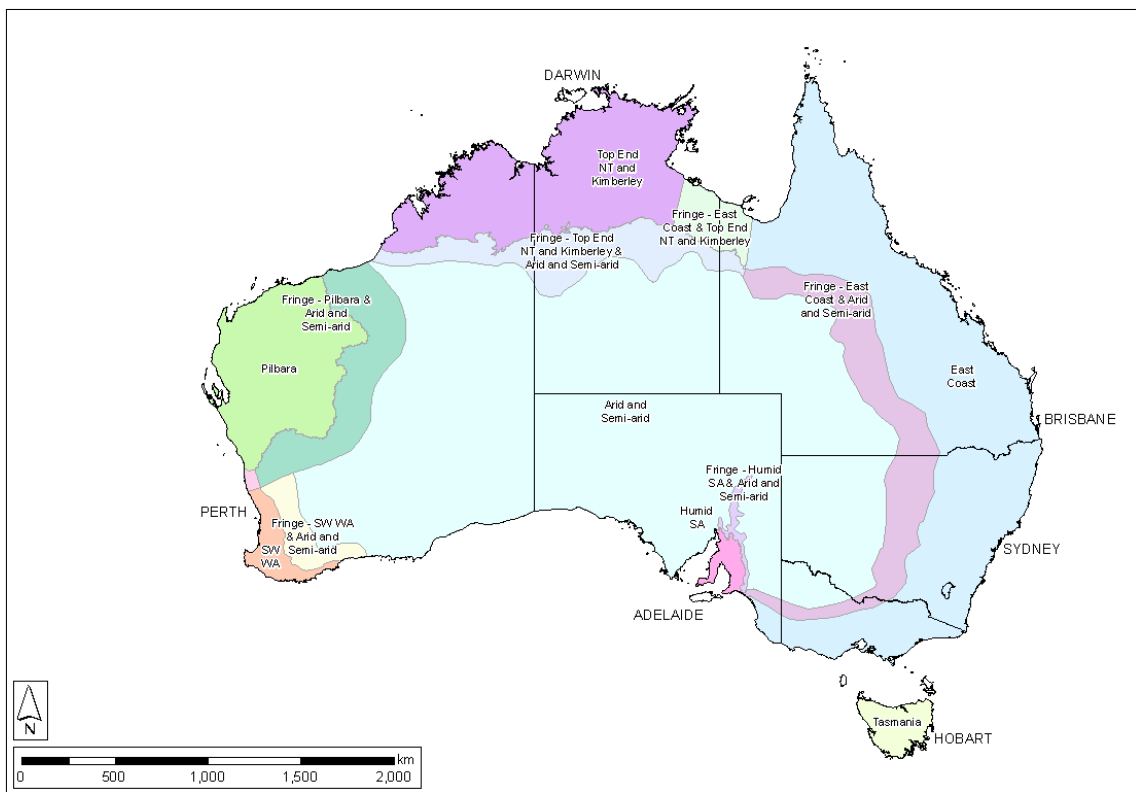 DARWIN
Top End
NT and
Kimberley
Fringe - East
Coast & Top End
NT and Kimberley
Fringe - Top End
NT and Kimberley &
Arid and Semi-arid
Fringe - East
Coast & Arid
and Semi-arid
Fringe - Pilbara &
Arid and
Semi-arid
Pilbara
East
Coast
Arid and
Semi-arid
BRISBANE
Fringe - Humid
SA & Arid and
Semi-arid
PERTH
Humid
SA
Fringe - SW WA
& Arid and
Semi-arid
SW
WA
SYDNEY
ADELAIDE
Tasmania
HOBART
N
km
0 500 1,000 1,500 2,000